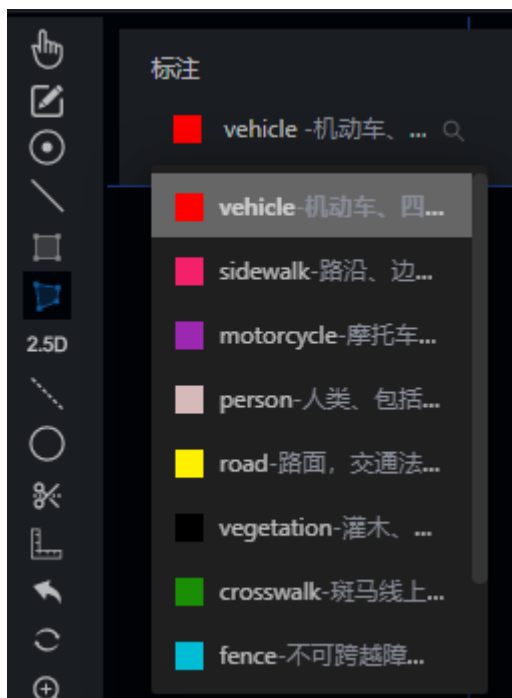 标注
vehicle -机动车、 ...
vehicle-机动车、四...
sidewalk-路沿、边...
motorcycle-摩托车...
2.5D
person-人类、包括...
road-路面，交通法...
vegetation-灌木、 ...
crosswalk-斑马线上...
fence-不可跨越障...